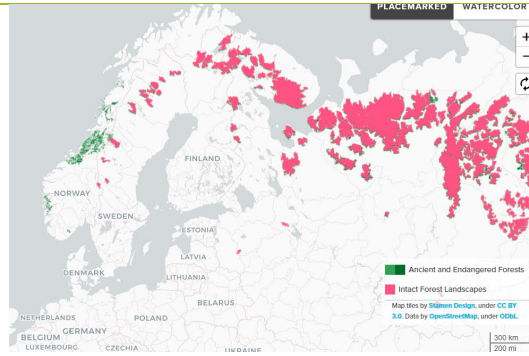 PLACEMARKED WATERCOLOR
+
−
FINLAND
NORWAY
SWEDEN
ESTONIA
LATVIA
DENMARK
LITHUANIA
BELARUS
NETHERLANDS
POLAND
GERMANY
BELGIUM
LUXEMBOURG
CZECHIA
UKRAINE
Ancient and Endangered Forests
Intact Forest Landscapes
Map tiles by Stamen Design, under CC BY
3.0. Data by OpenStreetMap, under ODbL.
300 km
200 mi